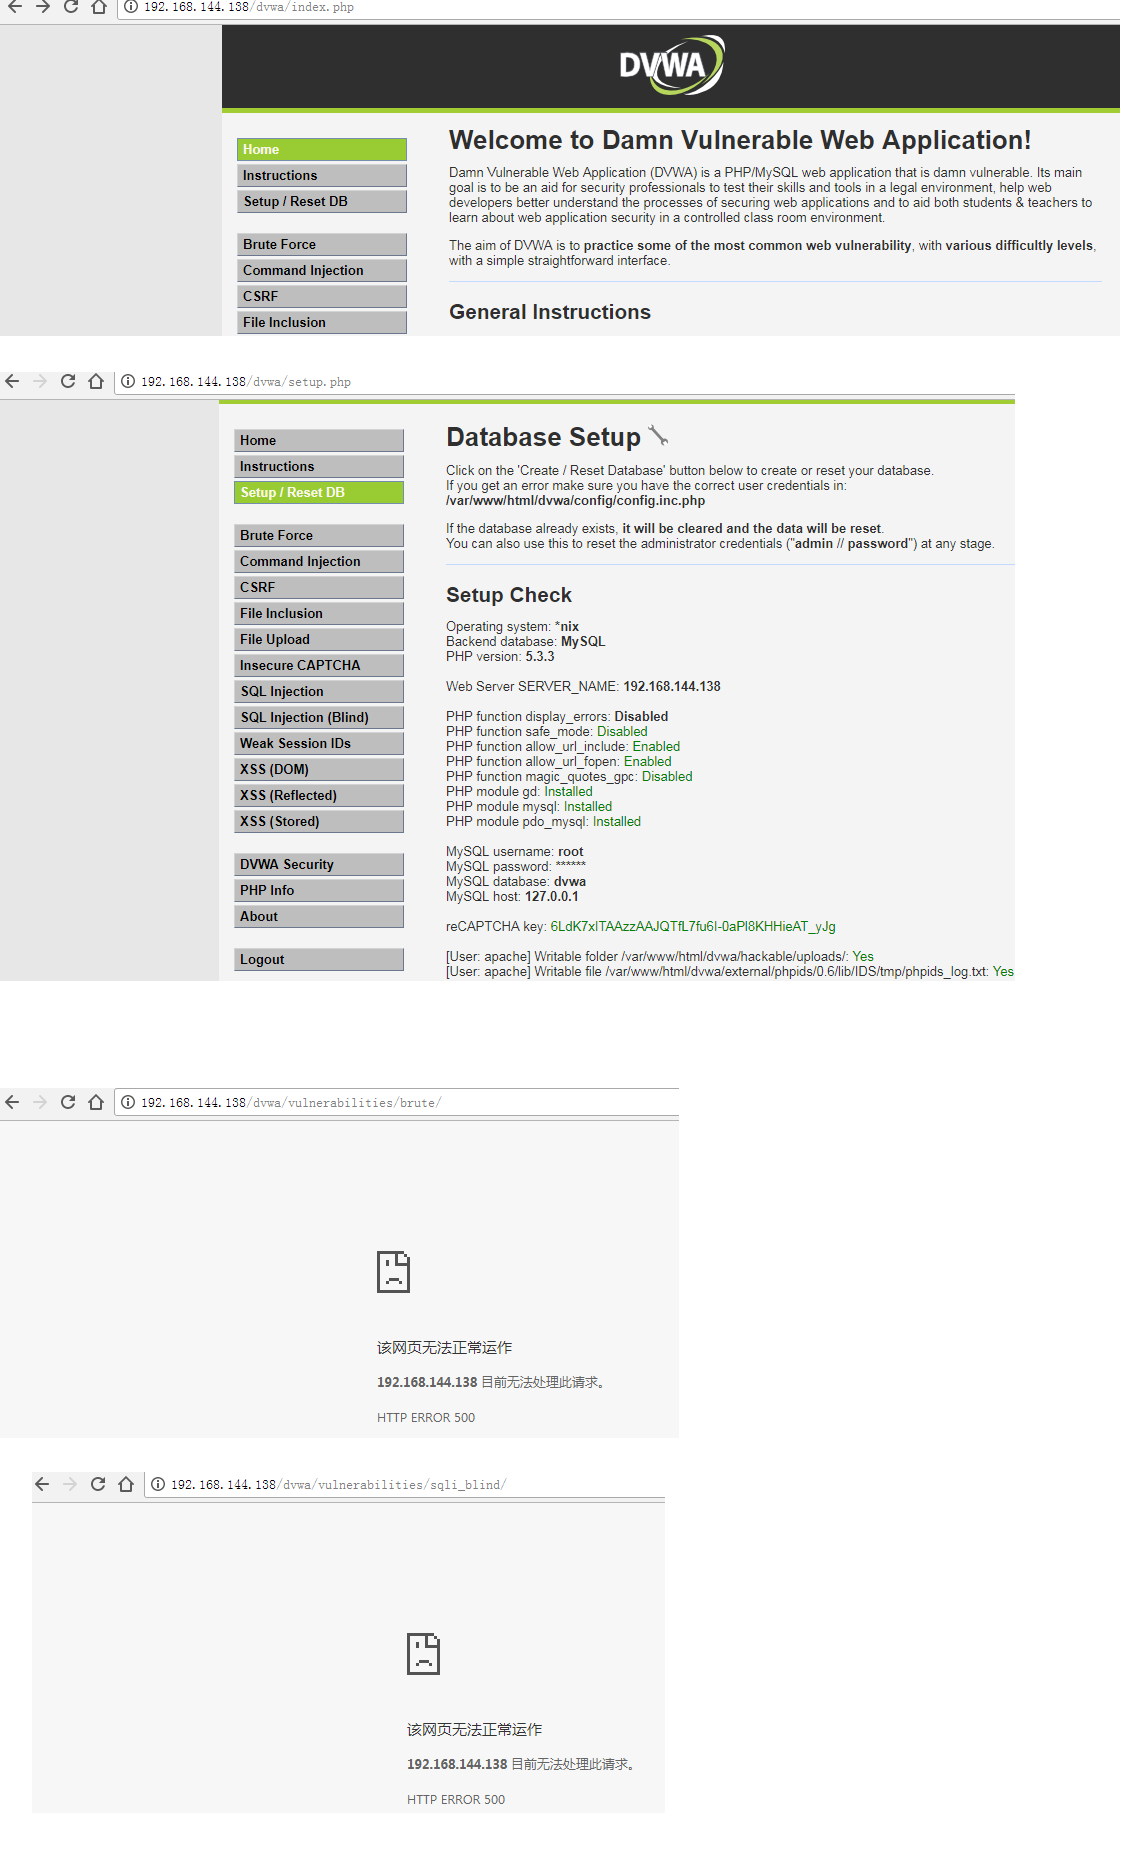 192.168.144.138/dvwa/index.php
DVWA
Home
Instructions
Setup / Reset DB
Brute Force
Command Injection
CSRF
File Inclusion
Welcome to Damn Vulnerable Web Application!
Damn Vulnerable Web Application (DVWA) is a PHP/MySQL web application that is damn vulnerable. Its main
goal is to be an aid for security professionals to test their skills and tools in a legal environment, help web
developers better understand the processes of securing web applications and to aid both students & teachers to
learn about web application security in a controlled class room environment.
The aim of DVWA is to practice some of the most common web vulnerability, with various difficultly levels,
with a simple straightforward interface.
General Instructions
192.168.144.138/dvwa/setup.php
Home
Instructions
Setup / Reset DB
Brute Force
Command Injection
CSRF
File Inclusion
File Upload
Insecure CAPTCHA
SQL Injection
SQL Injection (Blind)
Weak Session IDs
XSS (DOM)
XSS (Reflected)
XSS (Stored)
DVWA Security
PHP Info
About
Logout
Database Setup
Click on the 'Create / Reset Database' button below to create or reset your database.
If you get an error make sure you have the correct user credentials in:
/var/www/html/dvwa/config/config.inc.php
If the database already exists, it will be cleared and the data will be reset.
You can also use this to reset the administrator credentials ("admin // password") at any stage.
Setup Check
Operating system: *nix
Backend database: MySQL
PHP version: 5.3.3
Web Server SERVER_NAME: 192.168.144.138
PHP function display_errors: Disabled
PHP function safe_mode: Disabled
PHP function allow_url_include: Enabled
PHP function allow_url_fopen: Enabled
PHP function magic_quotes_gpc: Disabled
PHP module gd: Installed
PHP module mysql: Installed
PHP module pdo_mysql: Installed
MySQL username: root
MySQL password: ******
MySQL database: dvwa
MySQL host: 127.0.0.1
reCAPTCHA key: 6LdK7xITAAzzAAJQTfL7fu6I-0aPl8KHHieAT_yJg
[User: apache] Writable folder /var/www/html/dvwa/hackable/uploads/: Yes
[User: apache] Writable file /var/www/html/dvwa/external/phpids/0.6/lib/IDS/tmp/phpids_log.txt: Yes
192.168.144.138/dvwa/vulnerabilities/brute/
该网页无法正常运作
192.168.144.138 目前无法处理此请求。
HTTP ERROR 500
192.168.144.138/dvwa/vulnerabilities/sqli_blind/
该网页无法正常运作
192.168.144.138 目前无法处理此请求。
HTTP ERROR 500